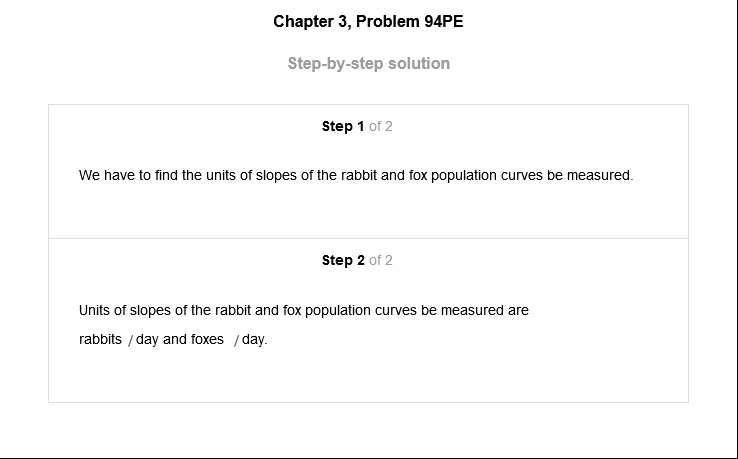 Chapter 3, Problem 94PE
Step-by-step solution
Step 1 of 2
We have to find the units of slopes of the rabbit and fox population curves be measured.
Step 2 of 2
Units of slopes of the rabbit and fox population curves be measured are
rabbits / day and foxes / day.